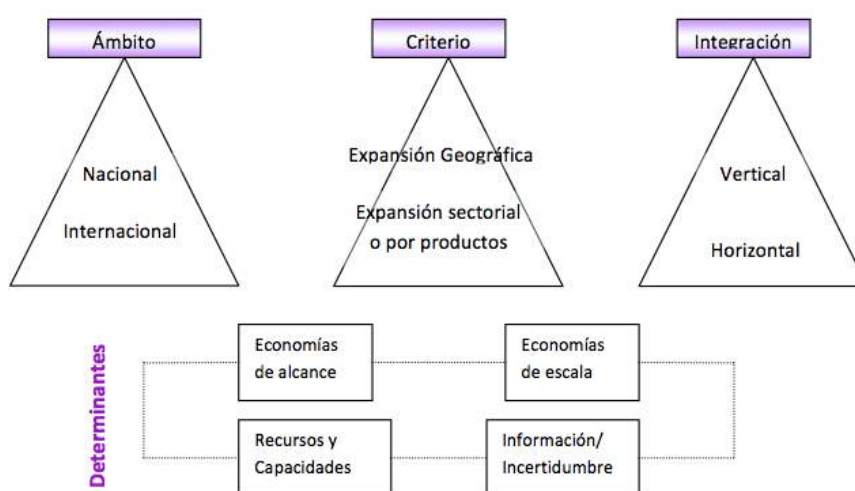 Ámbito
Criterio
Integración
Nacional
Internacional
Expansión Geográfica
Expansión sectorial
o por productos
Vertical
Horizontal
Determinantes
Economías
de alcance
Economías
de escala
Recursos y
Capacidades
Información/
Incertidumbre